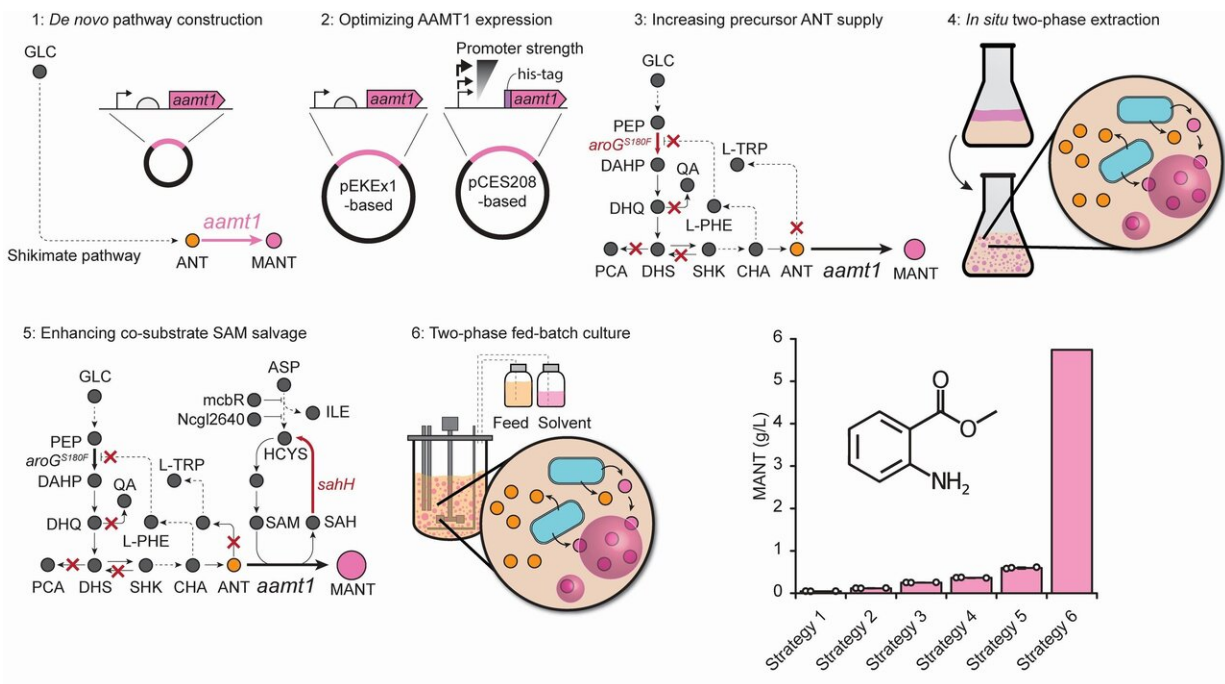 1: De novo pathway construction
GLC
aamt1
aamt1
Shikimate pathway
ANT
MANT
2: Optimizing AAMT1 expression
Promoter strength
his-tag
aamt1
aamt1
pEKEx1
-based
pCES208
-based
3: Increasing precursor ANT supply
GLC
PEP
aroG^S180F
DAHP
QA
L-TRP
DHQ
L-PHE
PCA
DHS
SHK
CHA
ANT
aamt1
MANT
4: In situ two-phase extraction
5: Enhancing co-substrate SAM salvage
GLC
ASP
mcbR
Ncgl2640
ILE
PEP
HCYS
aroG^S180F
L-TRP
DAHP
QA
sahH
DHQ
L-PHE
SAM
SAH
PCA
DHS
SHK
CHA
ANT
aamt1
MANT
6: Two-phase fed-batch culture
Feed
Solvent
MANT (g/L)
6
5
4
3
2
1
0
O
O
NH2
Strategy 1
Strategy 2
Strategy 3
Strategy 4
Strategy 5
Strategy 6